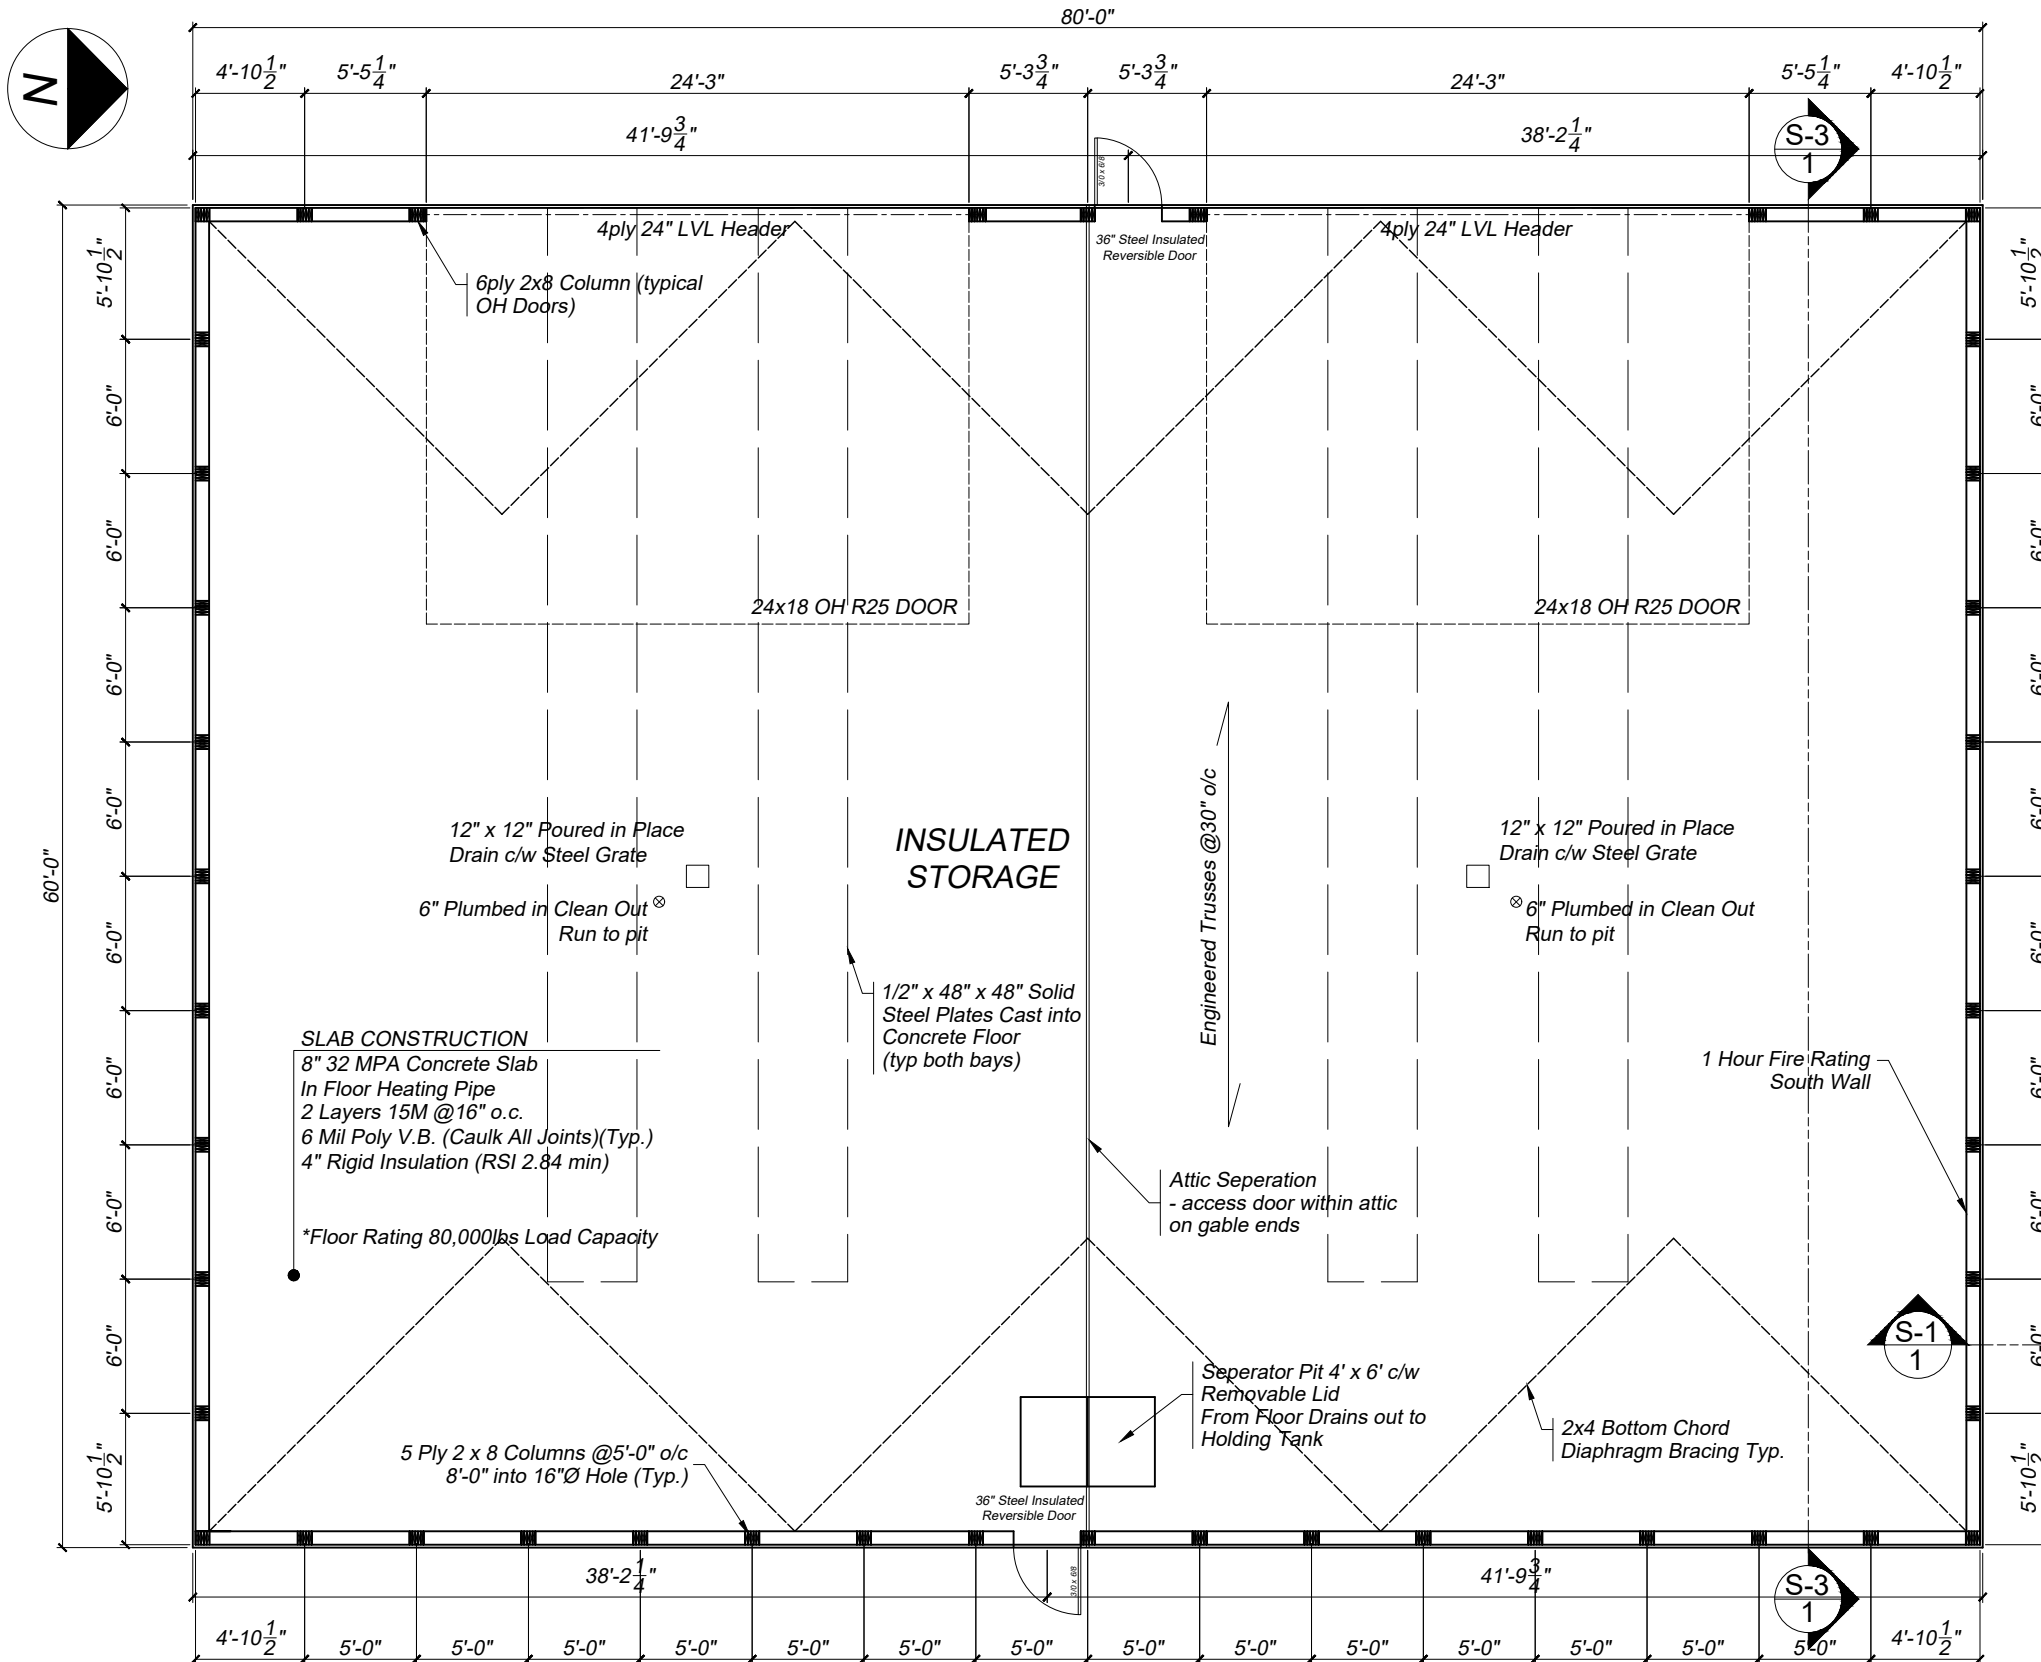 80'-0"
N
4'-10 1/2"
5'-5 1/4"
24'-3"
5'-3 3/4"
5'-3 3/4"
24'-3"
5'-5 1/4"
4'-10 1/2"
41'-9 3/4"
38'-2 1/4"
S-3
1
3/0 x 6/8
4ply 24" LVL Header
4ply 24" LVL Header
36" Steel Insulated
Reversible Door
6ply 2x8 Column (typical
OH Doors)
5'-10 1/2"
6'-0"
6'-0"
6'-0"
6'-0"
6'-0"
6'-0"
6'-0"
6'-0"
5'-10 1/2"
60'-0"
5'-10 1/2"
6'-0"
6'-0"
6'-0"
6'-0"
6'-0"
6'-0"
6'-0"
6'-0"
5'-10 1/2"
24x18 OH R25 DOOR
24x18 OH R25 DOOR
12" x 12" Poured in Place
Drain c/w Steel Grate
INSULATED
STORAGE
Engineered Trusses @30" o/c
12" x 12" Poured in Place
Drain c/w Steel Grate
6" Plumbed in Clean Out
Run to pit
6" Plumbed in Clean Out
Run to pit
1/2" x 48" x 48" Solid
Steel Plates Cast into
Concrete Floor
(typ both bays)
SLAB CONSTRUCTION
8" 32 MPA Concrete Slab
In Floor Heating Pipe
2 Layers 15M @16" o.c.
6 Mil Poly V.B. (Caulk All Joints)(Typ.)
4" Rigid Insulation (RSI 2.84 min)
*Floor Rating 80,000lbs Load Capacity
1 Hour Fire Rating
South Wall
Attic Seperation
- access door within attic
on gable ends
S-1
1
Seperator Pit 4' x 6' c/w
Removable Lid
From Floor Drains out to
Holding Tank
2x4 Bottom Chord
Diaphragm Bracing Typ.
5 Ply 2 x 8 Columns @5'-0" o/c
8'-0" into 16"Ø Hole (Typ.)
36" Steel Insulated
Reversible Door
3/0 x 6/8
38'-2 1/4"
41'-9 3/4"
S-3
1
4'-10 1/2"
5'-0"
5'-0"
5'-0"
5'-0"
5'-0"
5'-0"
5'-0"
5'-0"
5'-0"
5'-0"
5'-0"
5'-0"
5'-0"
5'-0"
4'-10 1/2"